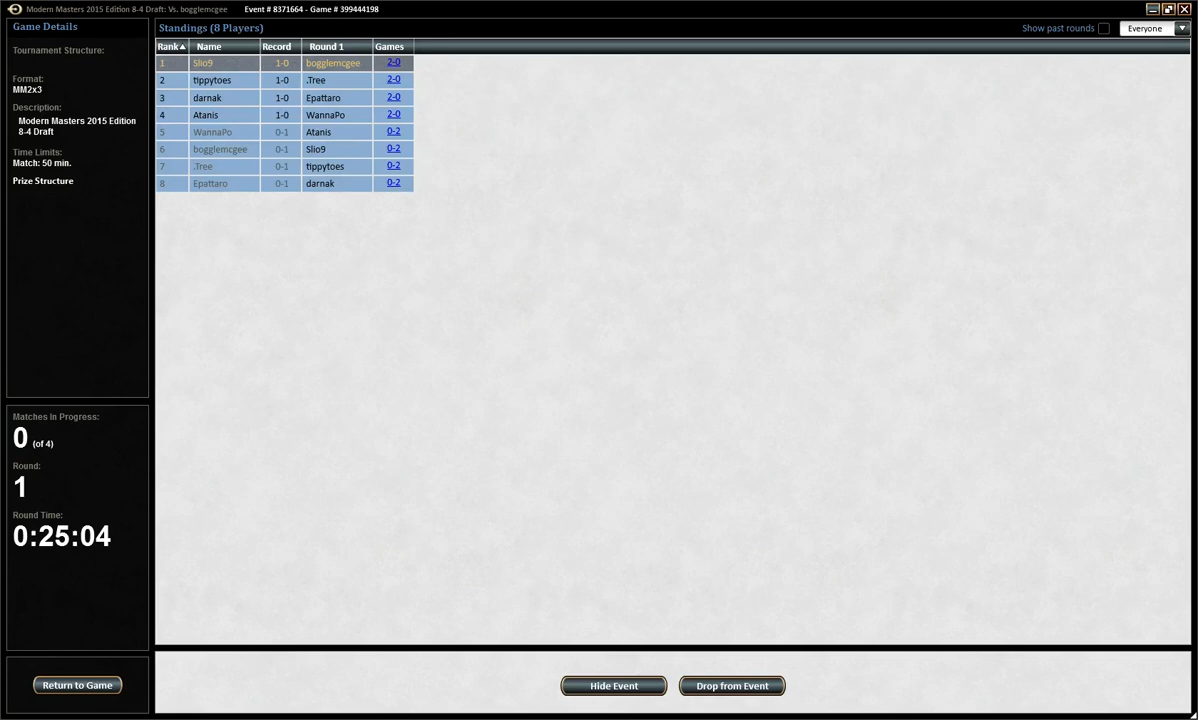 Modern Masters 2015 Edition 8-4 Draft: Vs. bogglemcgee Event # 8371664 - Game # 399444198
Game Details
Tournament Structure:
Format:
MM2x3
Description:
Modern Masters 2015 Edition
8-4 Draft
Time Limits:
Match: 50 min.
Prize Structure
Matches In Progress:
0 (of 4)
Round:
1
Round Time:
0:25:04
Return to Game
Standings (8 Players) Show past rounds Everyone
Rank Name Record Round 1 Games
1 Slio9 1-0 bogglemcgee 2-0
2 tippytoes 1-0 .Tree 2-0
3 darnak 1-0 Epattaro 2-0
4 Atanis 1-0 WannaPo 2-0
5 WannaPo 0-1 Atanis 0-2
6 bogglemcgee 0-1 Slio9 0-2
7 .Tree 0-1 tippytoes 0-2
8 Epattaro 0-1 darnak 0-2
Hide Event Drop from Event